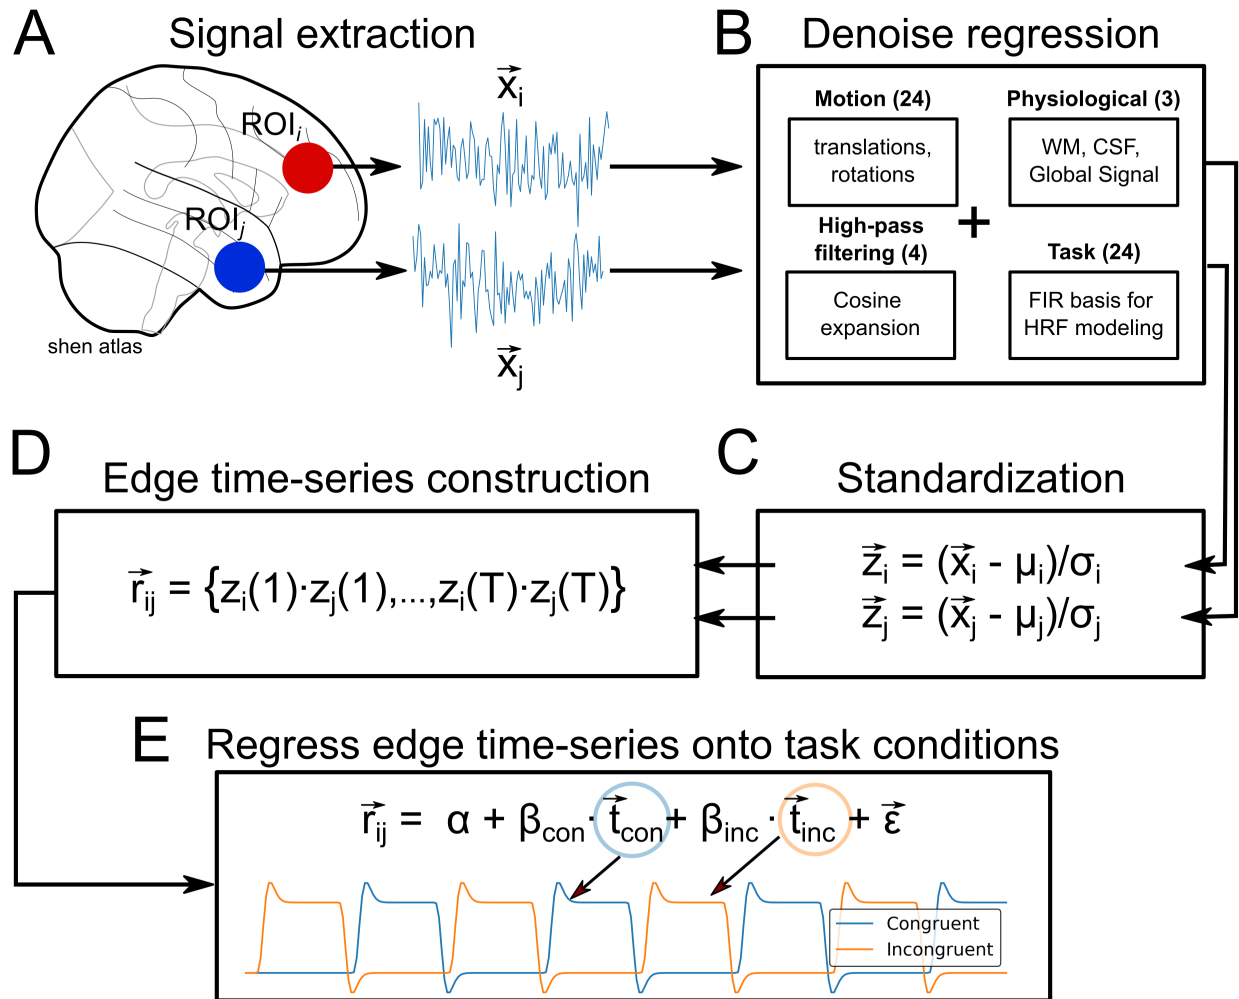 A
Signal extraction
ROIi
ROIj
shen atlas
x⃗i
x⃗j
B
Denoise regression
Motion (24)
translations,
rotations
Physiological (3)
WM, CSF,
Global Signal
+
High-pass
filtering (4)
Cosine
expansion
Task (24)
FIR basis for
HRF modeling
C
Standardization
z⃗i = (x⃗i - μi)/σi
z⃗j = (x⃗j - μj)/σj
D
Edge time-series construction
r⃗ij = {zi(1)·zj(1),...,zi(T)·zj(T)}
E
Regress edge time-series onto task conditions
r⃗ij = α + βcon· t⃗con + βinc · t⃗inc + ε⃗
Congruent
Incongruent